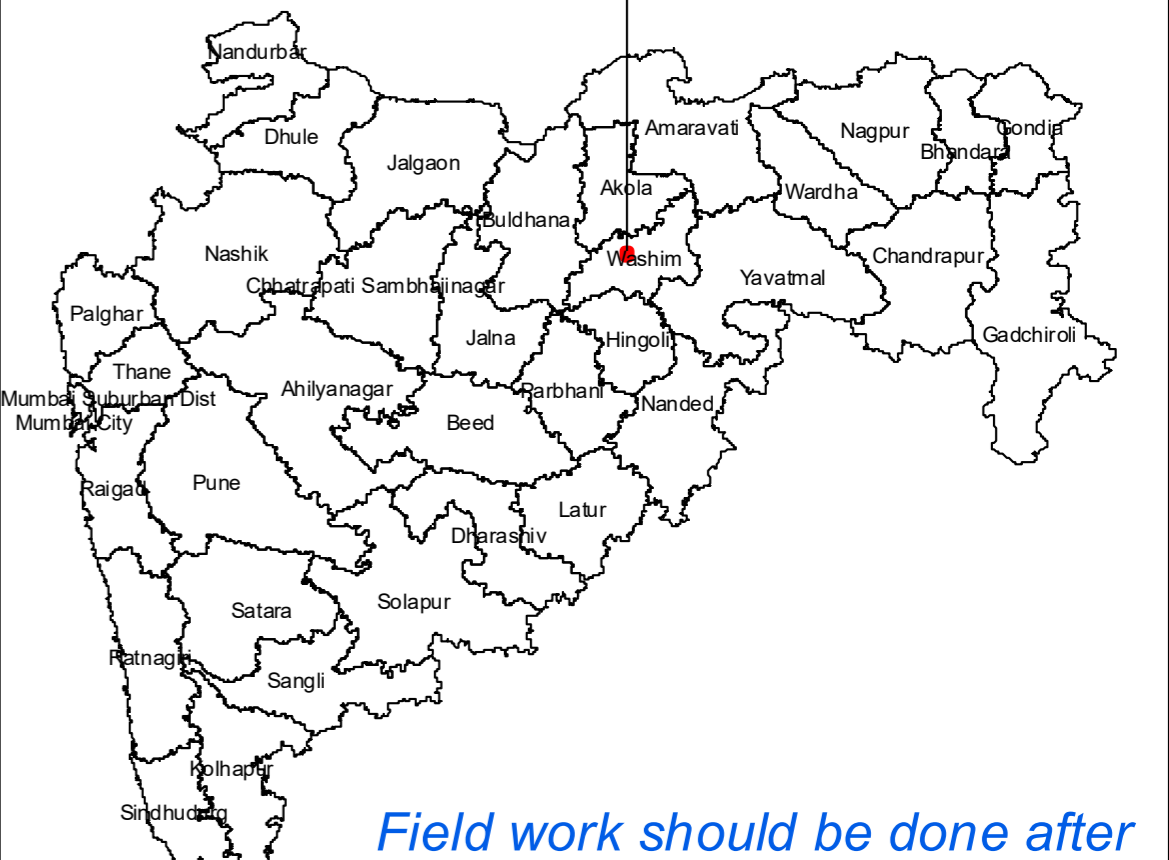 Nandurbar
Amaravati
Nagpur
Gondia
Dhule
Bhandara
Jalgaon
Akola
Wardha
Buldhana
Nashik
Washim
Chandrapur
Yavatmal
Chhatrapati Sambhajinagar
Palghar
Jalna
Hingoli
Gadchiroli
Thane
Ahilyanagar
Parbhani
Mumbai Suburban Dist
Nanded
Mumbai City
Beed
Raigad
Pune
Latur
Dharashiv
Satara
Solapur
Ratnagiri
Sangli
Kolhapur
Sindhudurg
Field work should be done after